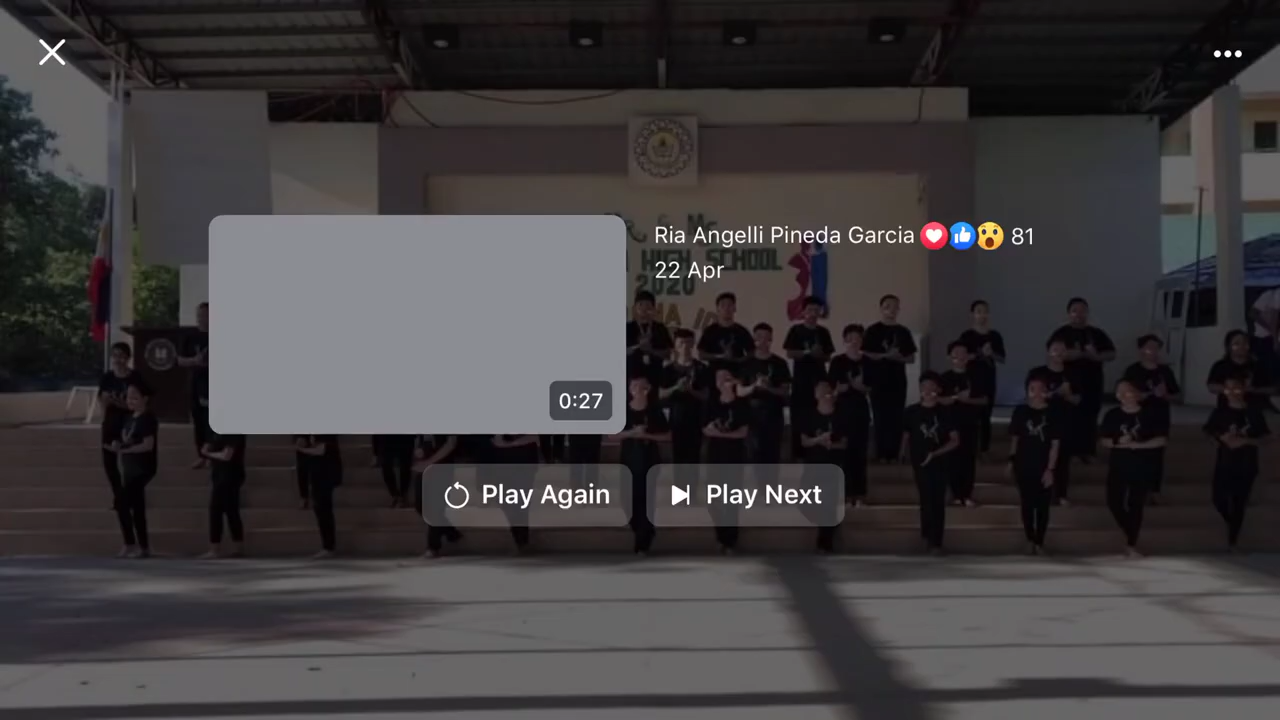 Ria Angelli Pineda Garcia 81
22 Apr
HIGH SCHOOL
2020
0:27
Play Again
Play Next